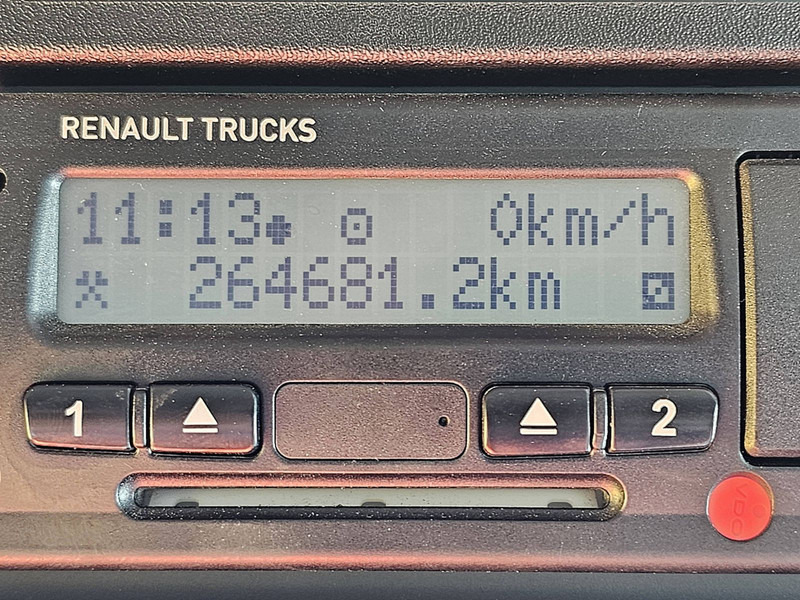 RENAULT TRUCKS
11:13 0km/h
264681.2km
1
2
VDO